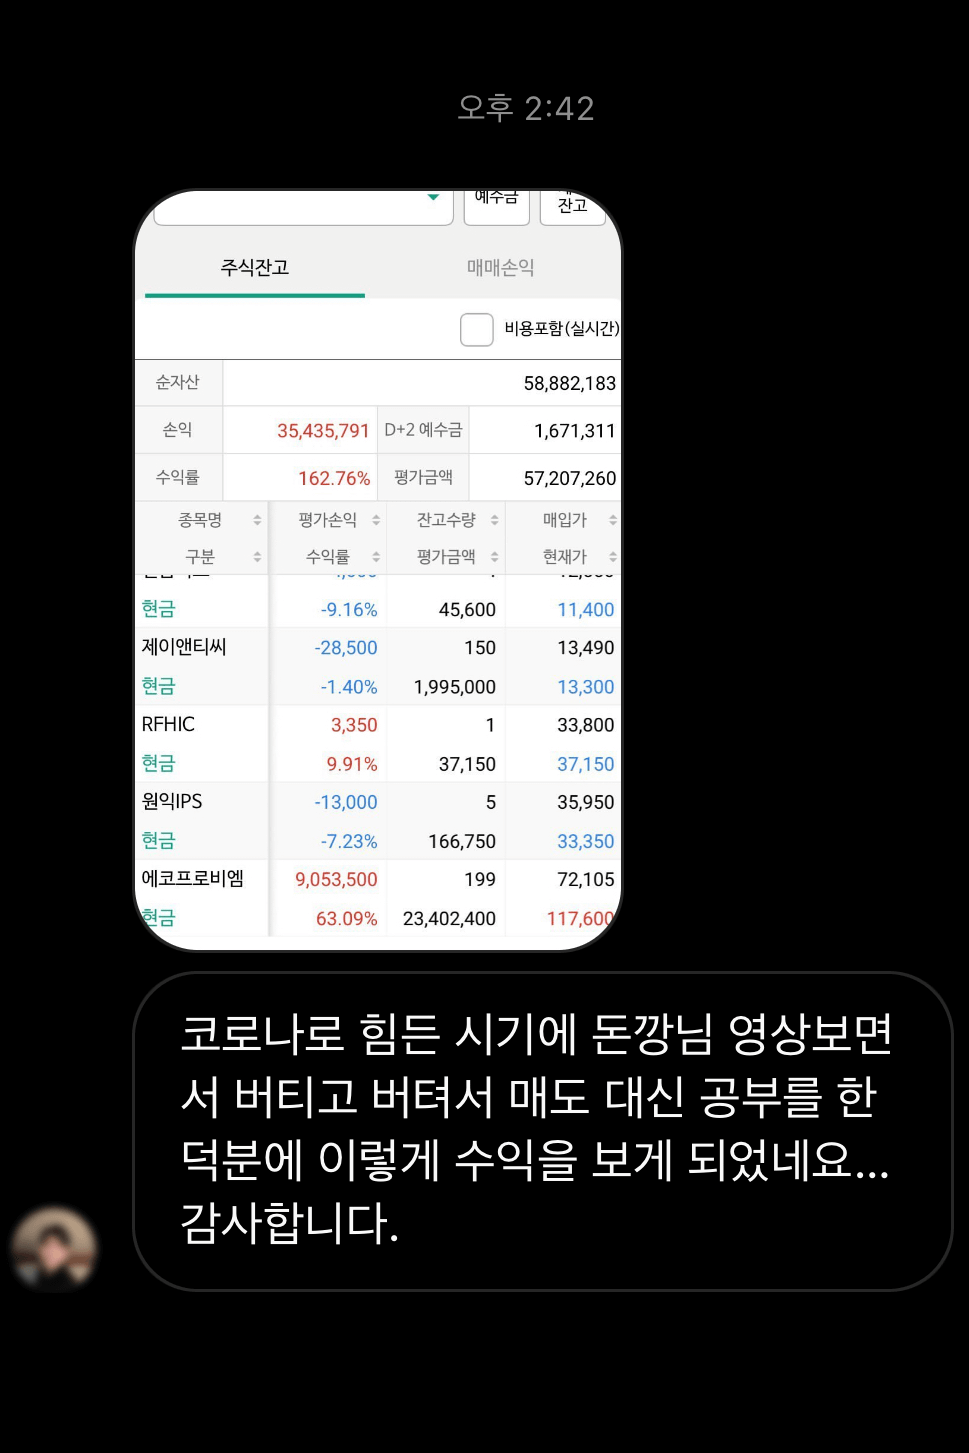 오후 2:42
예수금
잔고
주식잔고 매매손익
비용포함(실시간)
순자산 58,882,183
손익 35,435,791 D+2 예수금 1,671,311
수익률 162.76% 평가금액 57,207,260
종목명 평가손익 잔고수량 매입가
구분 수익률 평가금액 현재가
현금 -9.16% 45,600 11,400
제이앤티씨 -28,500 150 13,490
현금 -1.40% 1,995,000 13,300
RFHIC 3,350 1 33,800
현금 9.91% 37,150 37,150
원익IPS -13,000 5 35,950
현금 -7.23% 166,750 33,350
에코프로비엠 9,053,500 199 72,105
현금 63.09% 23,402,400 117,600
코로나로 힘든 시기에 돈깡님 영상보면
서 버티고 버텨서 매도 대신 공부를 한
덕분에 이렇게 수익을 보게 되었네요...
감사합니다.